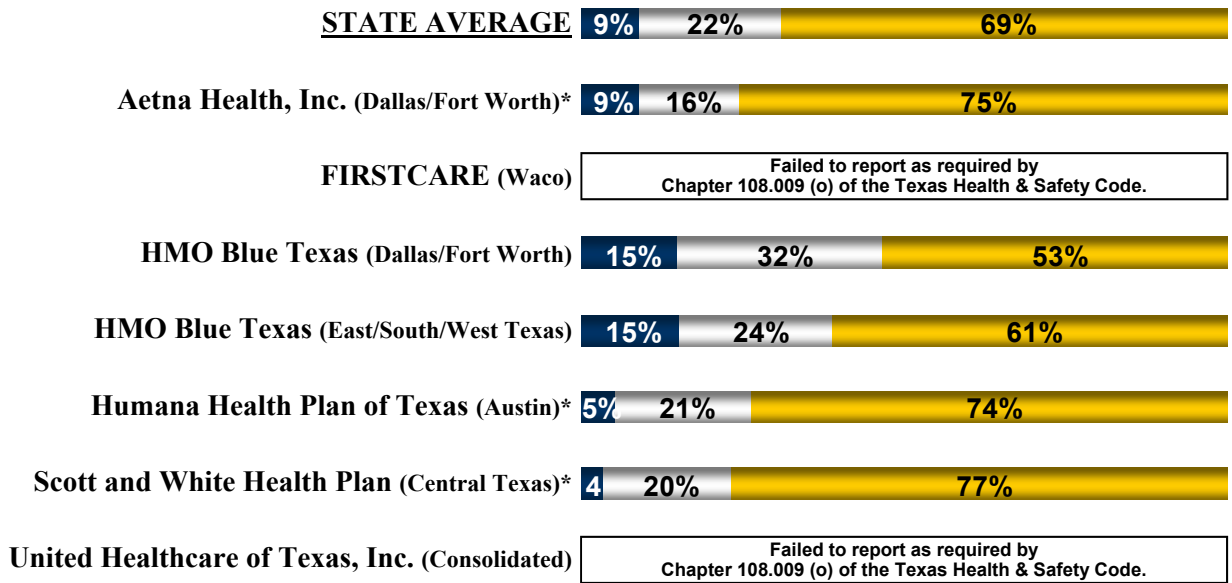 STATE AVERAGE 9% 22% 69%
Aetna Health, Inc. (Dallas/Fort Worth)* 9% 16% 75%
FIRSTCARE (Waco) Failed to report as required by
Chapter 108.009 (o) of the Texas Health & Safety Code.
HMO Blue Texas (Dallas/Fort Worth) 15% 32% 53%
HMO Blue Texas (East/South/West Texas) 15% 24% 61%
Humana Health Plan of Texas (Austin)* 5% 21% 74%
Scott and White Health Plan (Central Texas)* 4 20% 77%
United Healthcare of Texas, Inc. (Consolidated) Failed to report as required by
Chapter 108.009 (o) of the Texas Health & Safety Code.